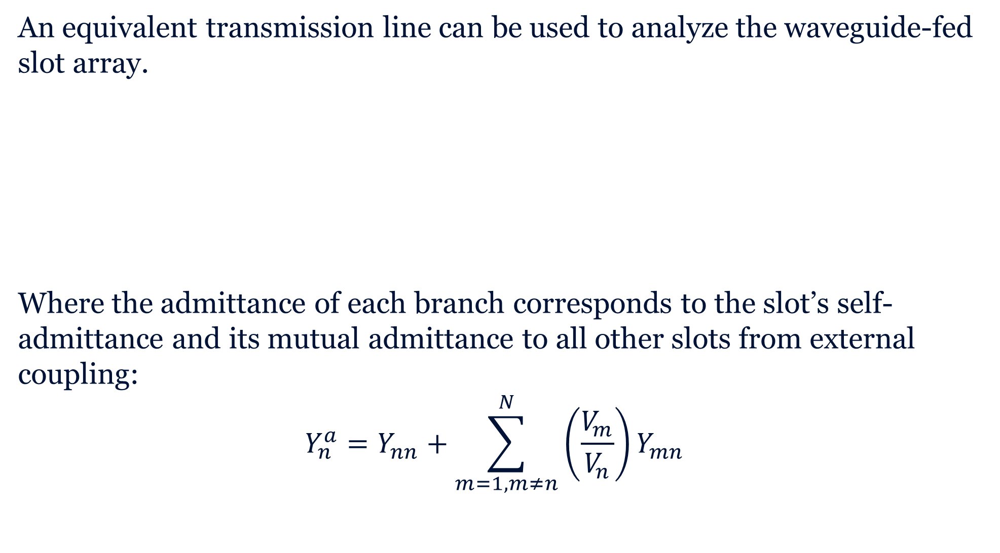 An equivalent transmission line can be used to analyze the waveguide-fed
slot array.
Where the admittance of each branch corresponds to the slot’s self-
admittance and its mutual admittance to all other slots from external
coupling:
$Y_n^a = Y_{nn} + \sum_{m=1,m\neq n}^{N} \left(\frac{V_m}{V_n}\right) Y_{mn}$